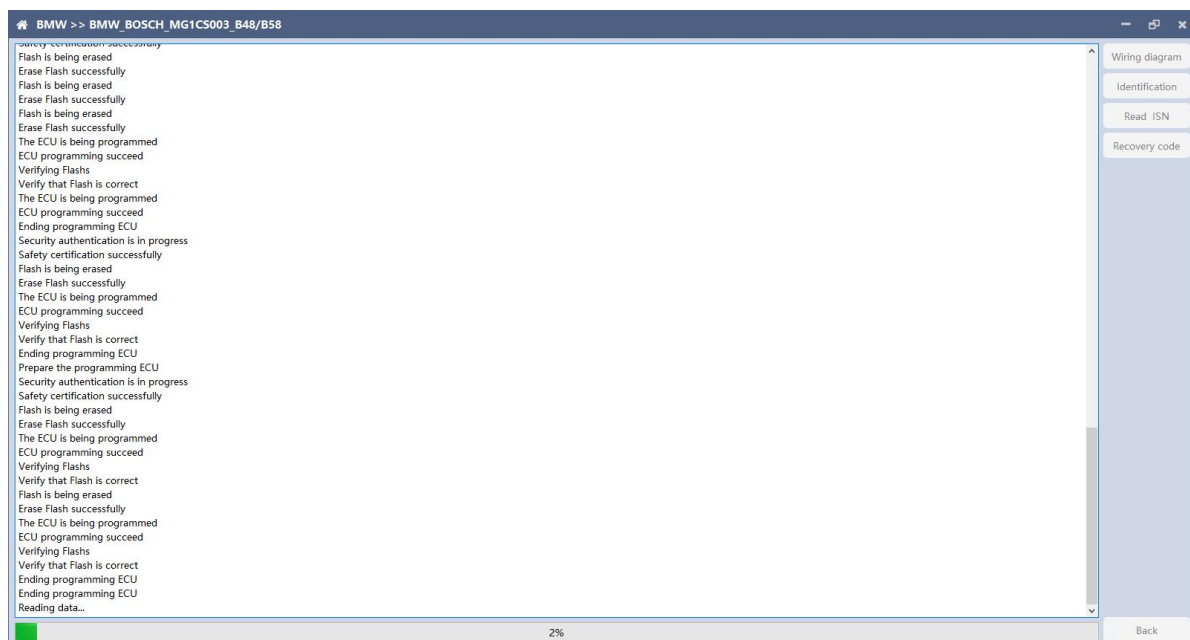 BMW >> BMW_BOSCH_MG1CS003_B48/B58
Safety certification successfully
Flash is being erased
Erase Flash successfully
Flash is being erased
Erase Flash successfully
Flash is being erased
Erase Flash successfully
The ECU is being programmed
ECU programming succeed
Verifying Flashs
Verify that Flash is correct
The ECU is being programmed
ECU programming succeed
Ending programming ECU
Security authentication is in progress
Safety certification successfully
Flash is being erased
Erase Flash successfully
The ECU is being programmed
ECU programming succeed
Verifying Flashs
Verify that Flash is correct
Ending programming ECU
Prepare the programming ECU
Security authentication is in progress
Safety certification successfully
Flash is being erased
Erase Flash successfully
The ECU is being programmed
ECU programming succeed
Verifying Flashs
Verify that Flash is correct
Flash is being erased
Erase Flash successfully
The ECU is being programmed
ECU programming succeed
Verifying Flashs
Verify that Flash is correct
Ending programming ECU
Ending programming ECU
Reading data...
2%
Wiring diagram
Identification
Read ISN
Recovery code
Back